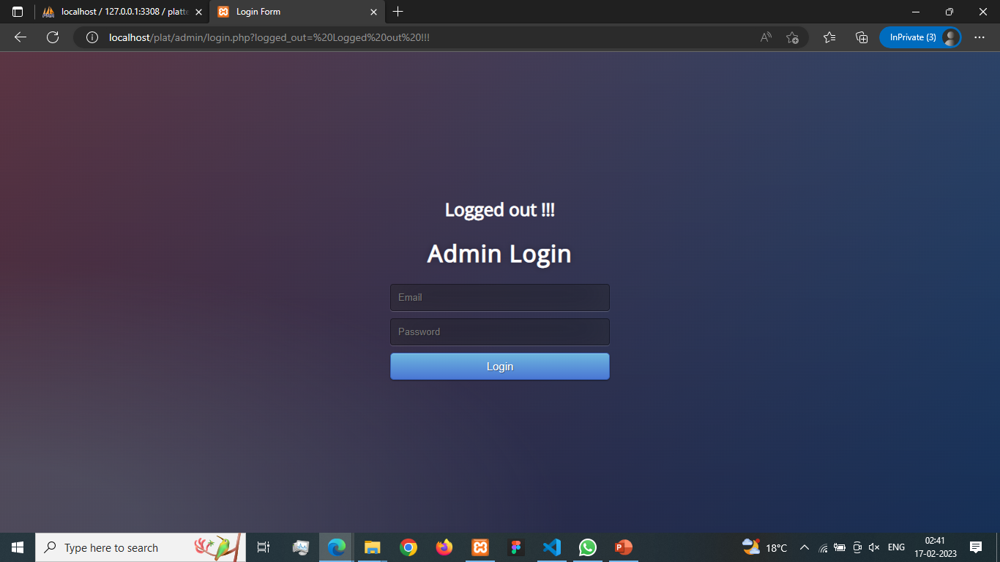 localhost / 127.0.0.1:3308 / platte
Login Form
localhost/plat/admin/login.php?logged_out=%20Logged%20out%20!!!
InPrivate (3)
Logged out !!!
Admin Login
Email
Password
Login
Type here to search
18°C
ENG
02:41
17-02-2023